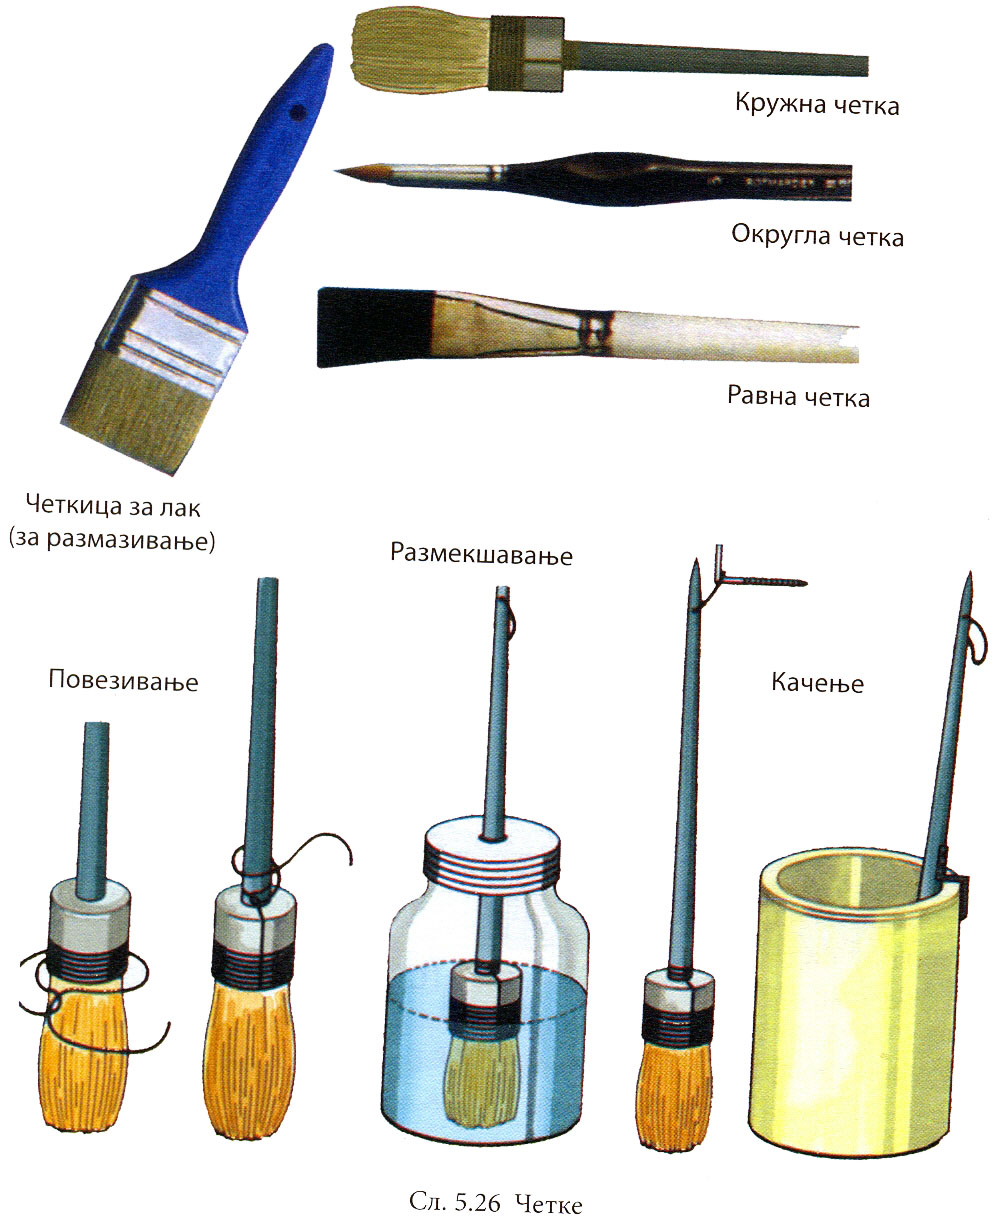 Кружна четка
Округла четка
Равна четка
Четкица за лак
(за размазивање)
Размекшавање
Повезивање
Качење
Сл. 5.26 Четке